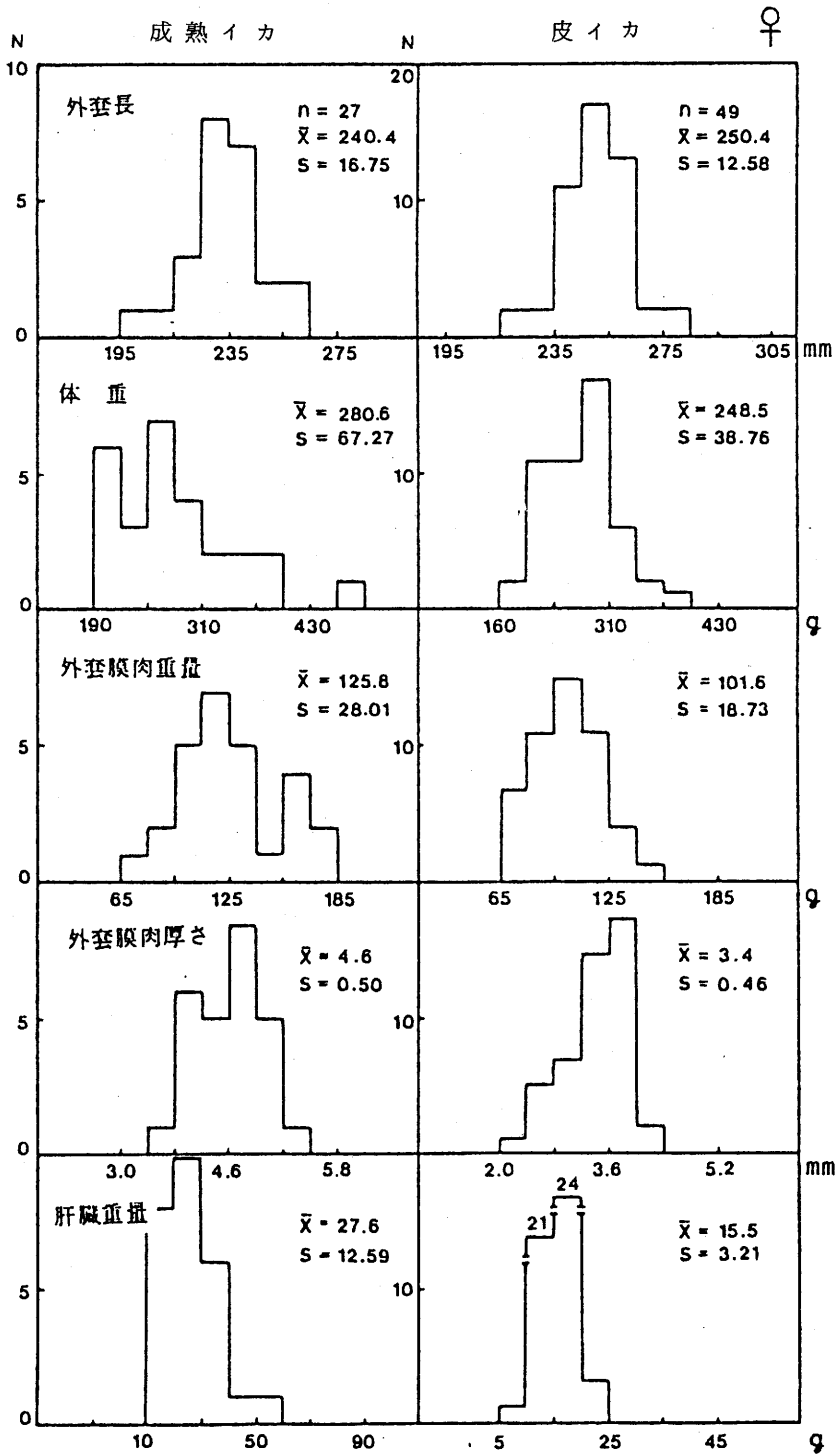 成熟イカ 皮イカ ♀
N N
10 20
外套長 n = 27 n = 49
X̄ = 240.4 X̄ = 250.4
S = 16.75 S = 12.58
5 10
0
195 235 275 195 235 275 305 mm
体重 X̄ = 280.6 X̄ = 248.5
S = 67.27 S = 38.76
5 10
0
190 310 430 160 310 430 g
外套膜肉重量 X̄ = 125.8 X̄ = 101.6
S = 28.01 S = 18.73
5 10
0
65 125 185 65 125 185 g
外套膜肉厚さ X̄ = 4.6 X̄ = 3.4
S = 0.50 S = 0.46
5 10
0
3.0 4.6 5.8 2.0 3.6 5.2 mm
21 24
肝臓重量 X̄ = 27.6 X̄ = 15.5
S = 12.59 S = 3.21
5 10
0
10 50 90 5 25 45 g